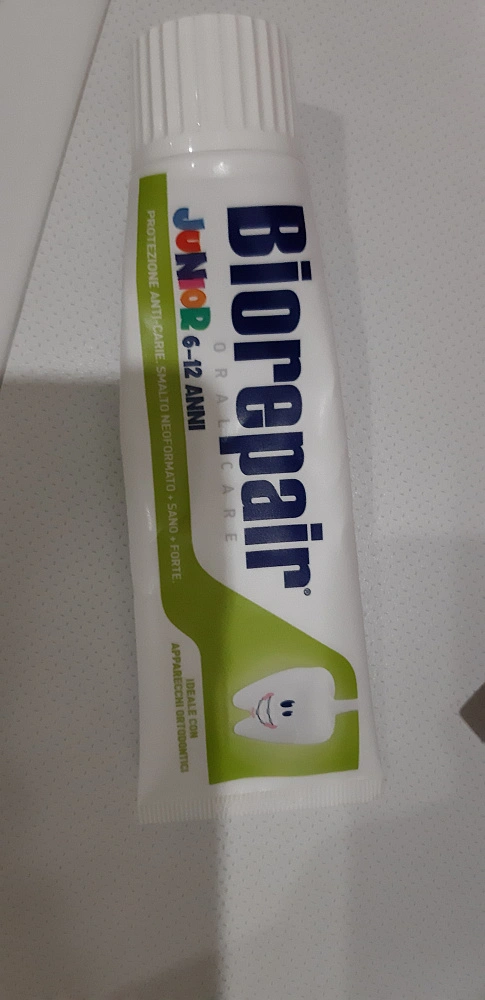 Biorepair®
ORAL CARE
JUNIOR 6-12 ANNI
PROTEZIONE ANTI-CARIE. SMALTO NEOFORMATO + SANO + FORTE.
IDEALE CON
APPARECCHI ORTODONTICI